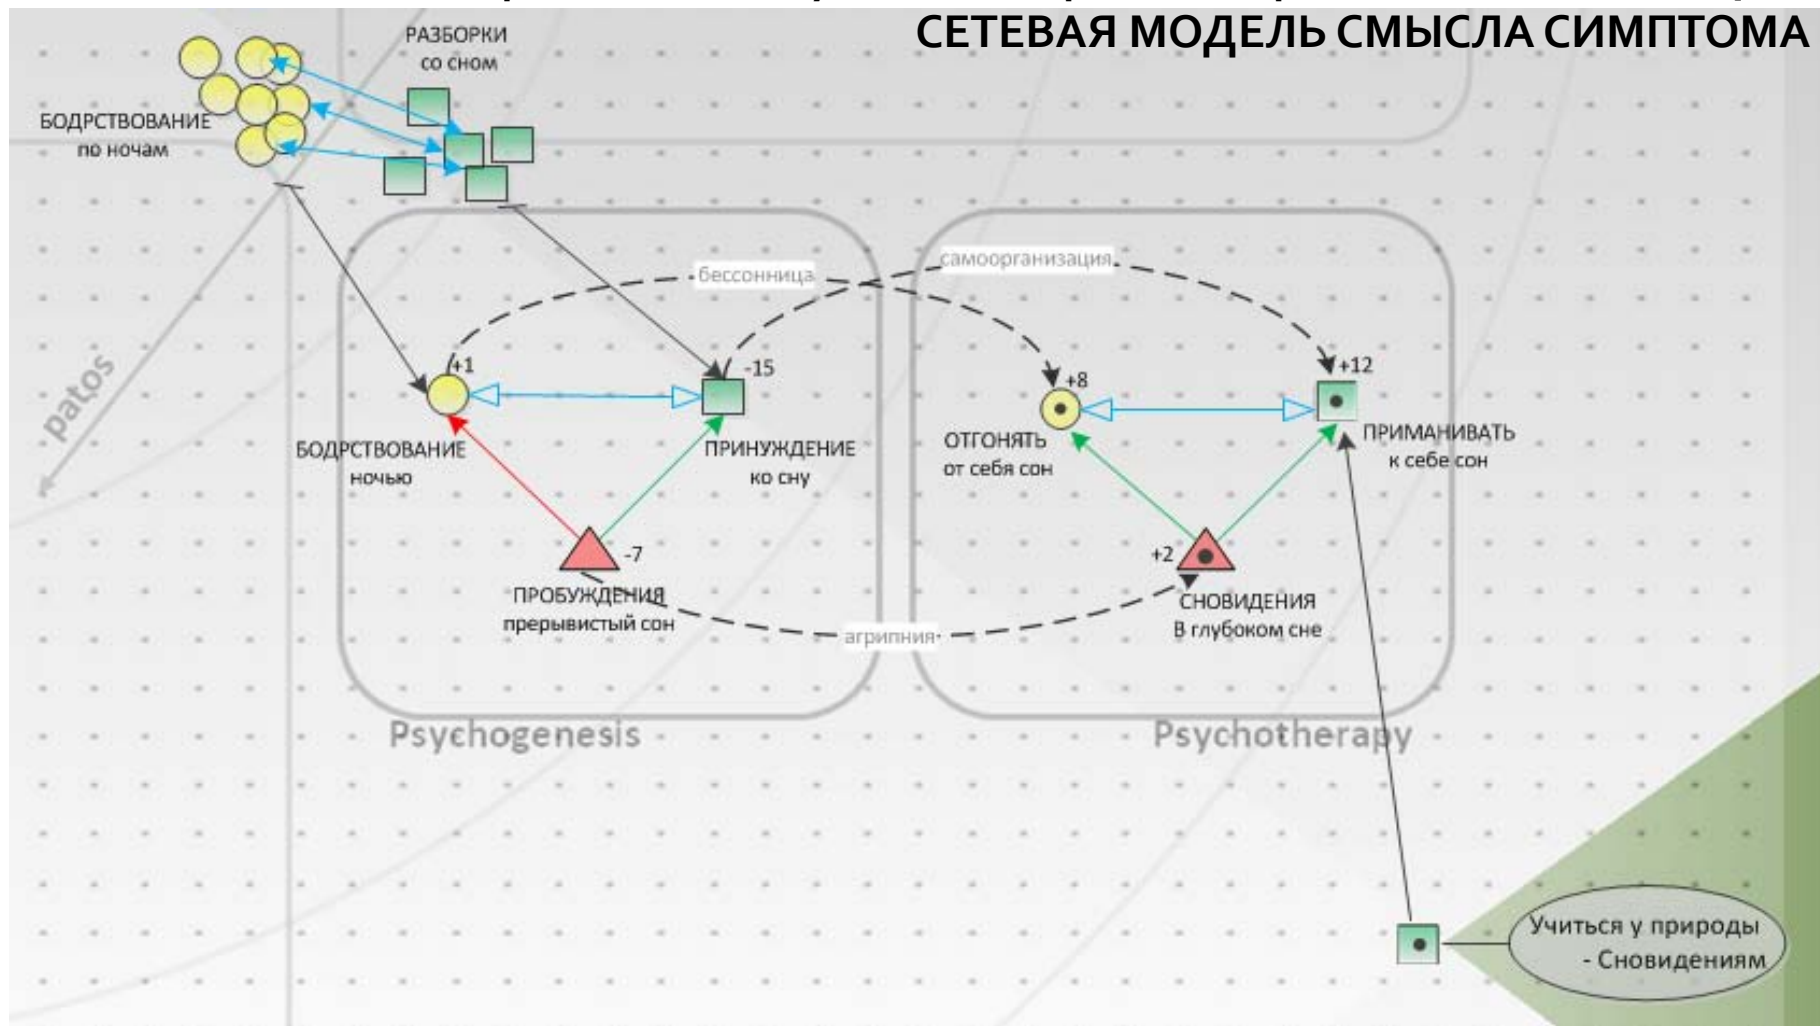 СЕТЕВАЯ МОДЕЛЬ СМЫСЛА СИМПТОМА
РАЗБОРКИ
со сном
БОДРСТВОВАНИЕ
по ночам
patos
бессонница
самоорганизация
+1
-15
+8
+12
БОДРСТВОВАНИЕ
ночью
ПРИНУЖДЕНИЕ
ко сну
ОТГОНЯТЬ
от себя сон
ПРИМАНИВАТЬ
к себе сон
-7
+2
ПРОБУЖДЕНИЯ
прерывистый сон
СНОВИДЕНИЯ
В глубоком сне
агрипния
Psychogenesis
Psychotherapy
Учиться у природы
- Сновидениям